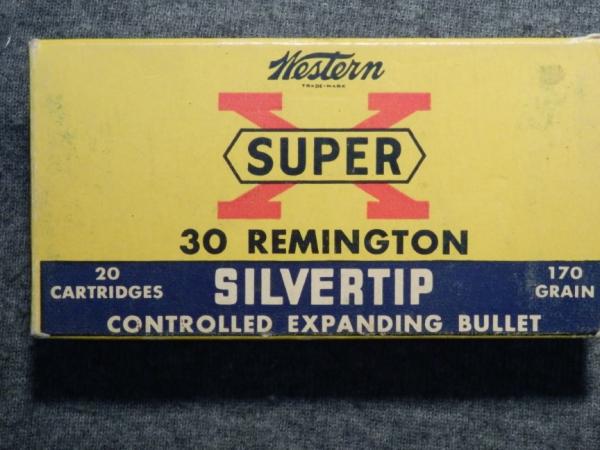 Western
TRADE-MARK
X
SUPER
30 REMINGTON
20
CARTRIDGES
SILVERTIP
170
GRAIN
CONTROLLED EXPANDING BULLET